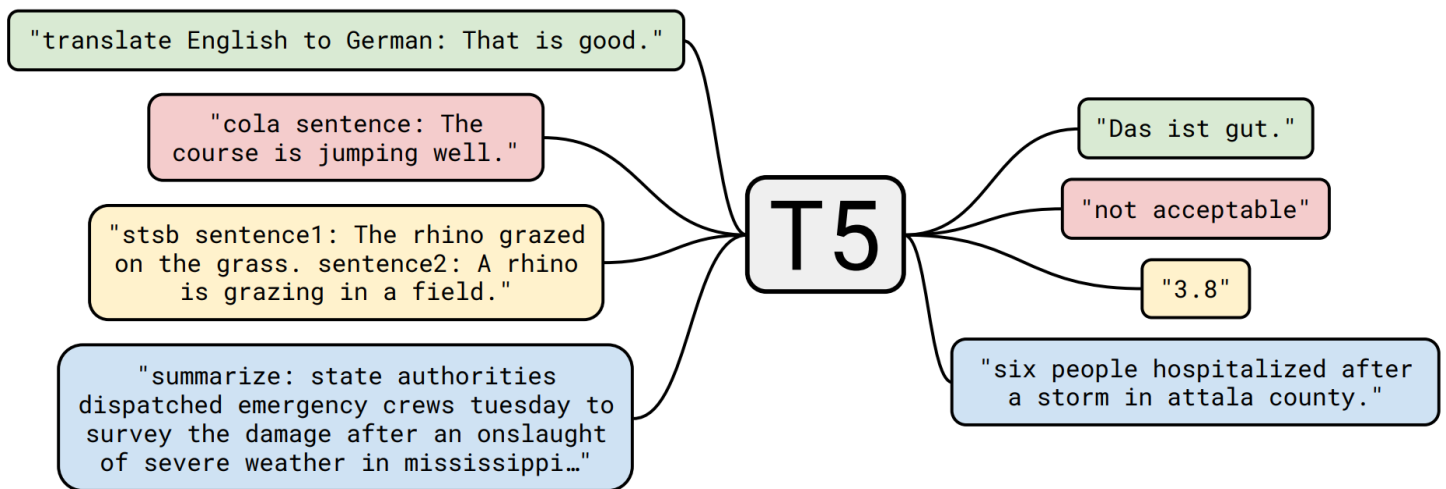 "translate English to German: That is good."
"cola sentence: The
course is jumping well."
"stsb sentence1: The rhino grazed
on the grass. sentence2: A rhino
is grazing in a field."
"summarize: state authorities
dispatched emergency crews tuesday to
survey the damage after an onslaught
of severe weather in mississippi…"
T5
"Das ist gut."
"not acceptable"
"3.8"
"six people hospitalized after
a storm in attala county."